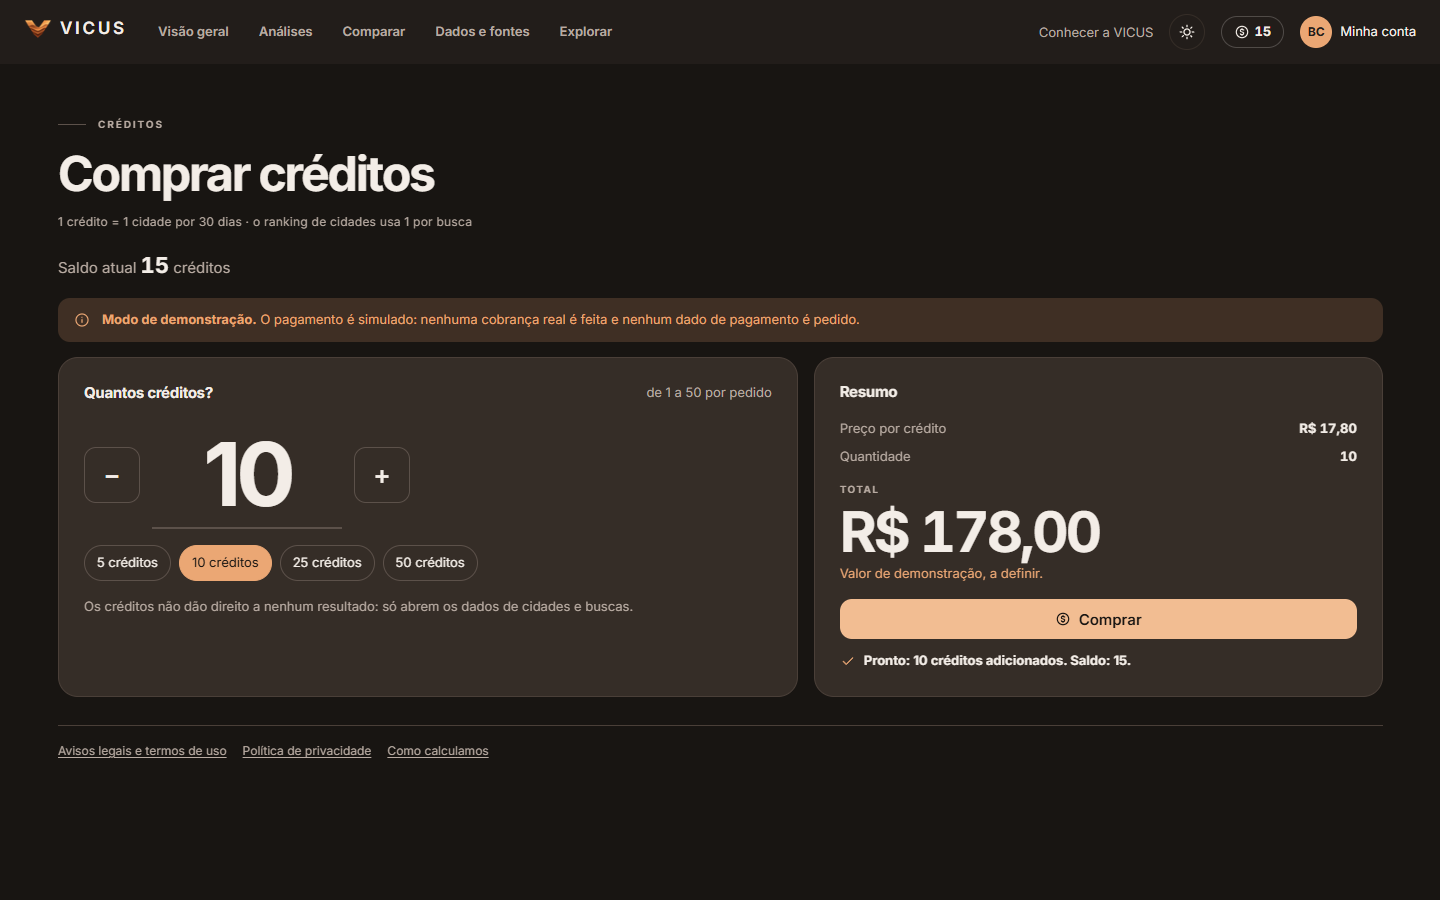 VICUS
Visão geral
Análises
Comparar
Dados e fontes
Explorar
Conhecer a VICUS
15
BC
Minha conta
CRÉDITOS
Comprar créditos
1 crédito = 1 cidade por 30 dias · o ranking de cidades usa 1 por busca
Saldo atual 15 créditos
Modo de demonstração. O pagamento é simulado: nenhuma cobrança real é feita e nenhum dado de pagamento é pedido.
Quantos créditos?
de 1 a 50 por pedido
−
10
+
5 créditos
10 créditos
25 créditos
50 créditos
Os créditos não dão direito a nenhum resultado: só abrem os dados de cidades e buscas.
Resumo
Preço por crédito
R$ 17,80
Quantidade
10
TOTAL
R$ 178,00
Valor de demonstração, a definir.
Comprar
Pronto: 10 créditos adicionados. Saldo: 15.
Avisos legais e termos de uso
Política de privacidade
Como calculamos